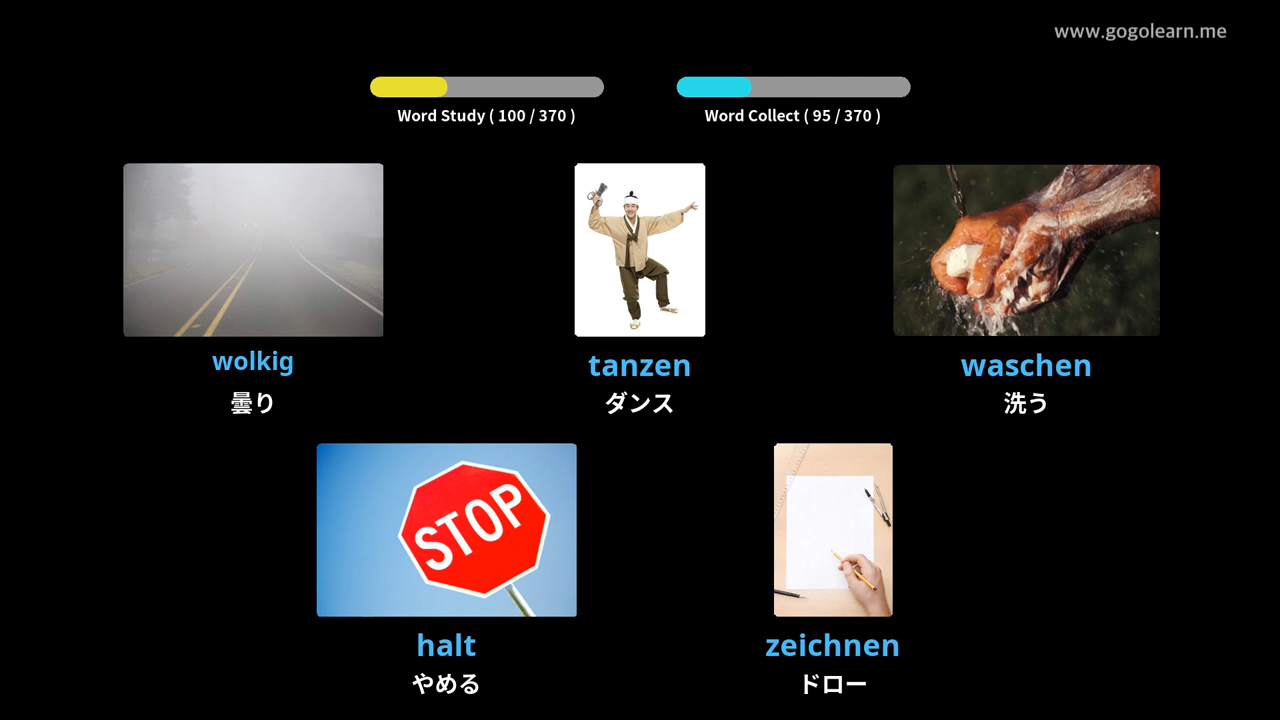 www.gogolearn.me
Word Study ( 100 / 370 )
Word Collect ( 95 / 370 )
wolkig
曇り
tanzen
ダンス
waschen
洗う
STOP
halt
やめる
zeichnen
ドロー